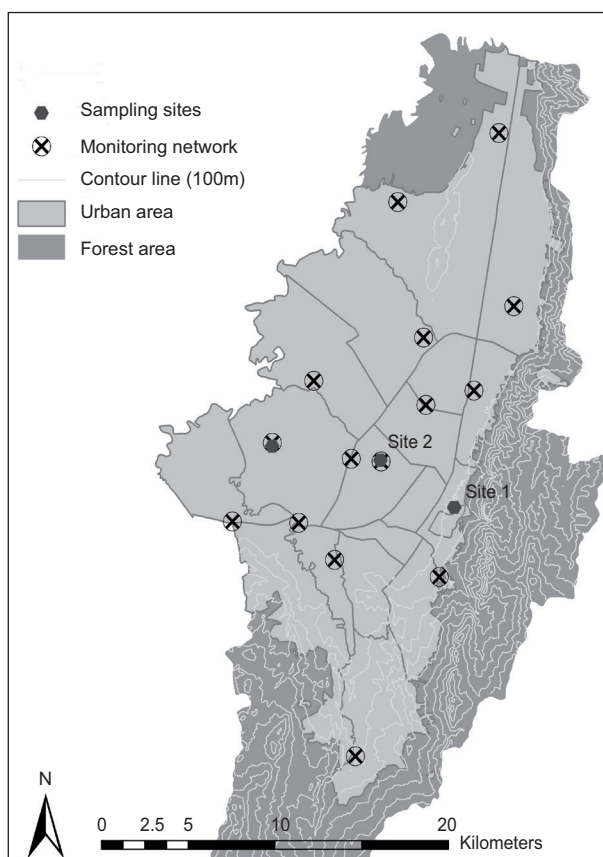 Sampling sites
Monitoring network
Contour line (100m)
Urban area
Forest area
Site 2
Site 1
N
0 2.5 5 10 20
Kilometers